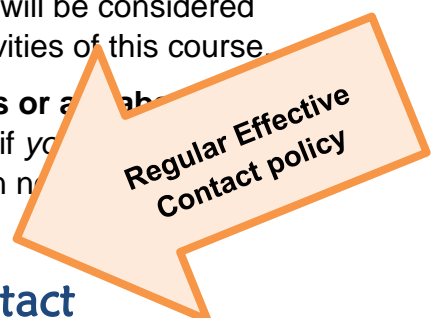 will be considered
vities of this course
s or a
if yo
Regular Effective
Contact policy
tact